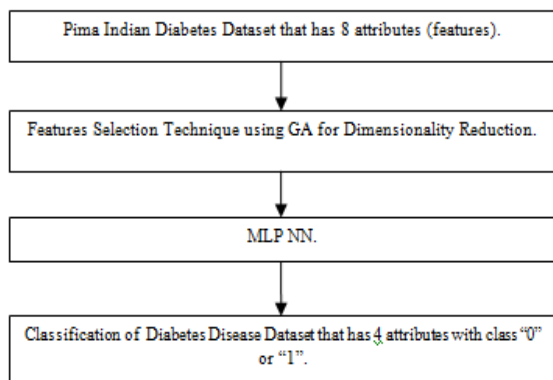 Pima Indian Diabetes Dataset that has 8 attributes (features).
Features Selection Technique using GA for Dimensionality Reduction.
MLP NN.
Classification of Diabetes Disease Dataset that has 4 attributes with class “0”
or “1”.